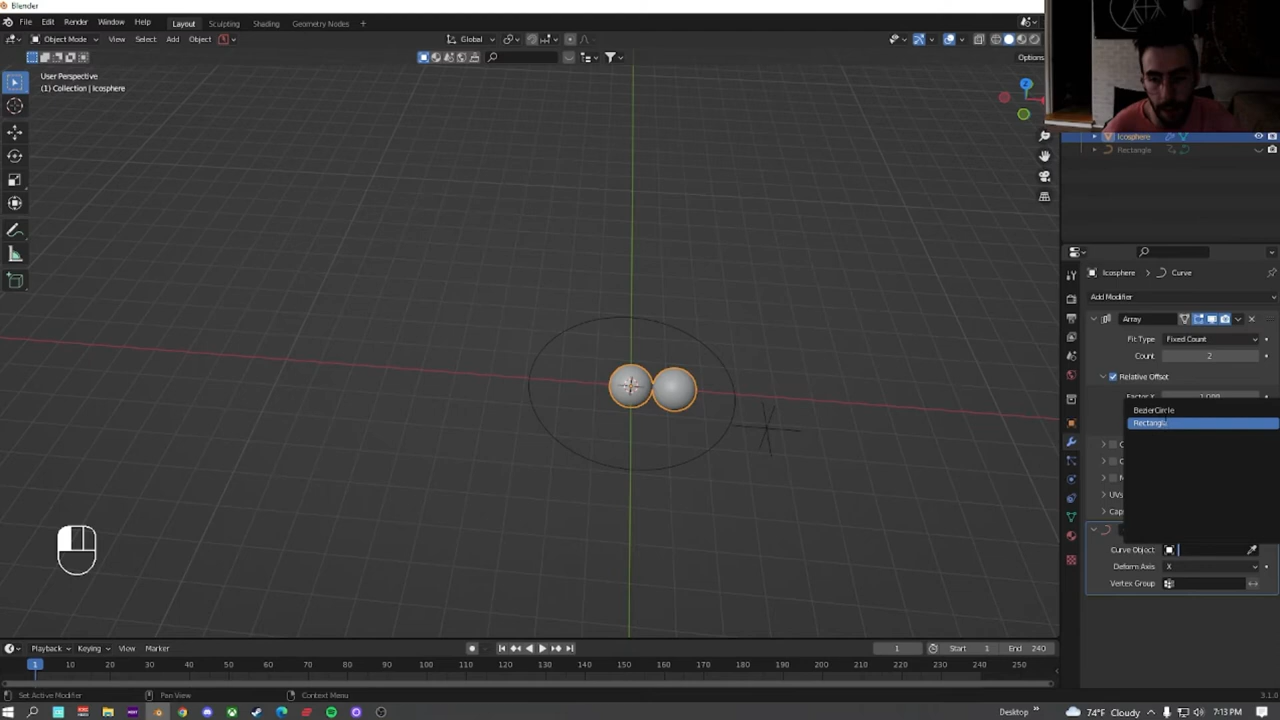 Blender
File Edit Render Window Help Layout Sculpting Shading Geometry Nodes +
Object Mode View Select Add Object Global
Options
User Perspective
(1) Collection | Icosphere
Z
Icosphere
Rectangle
Icosphere > Curve
Add Modifier
Array
Fit Type Fixed Count
Count 2
Relative Offset
Factor X
BezierCircle
Rectangle
UVs
Curve Object
Deform Axis X
Vertex Group
Playback Keying View Marker 1 Start 1 End 240
1 10 20 30 40 50 60 70 80 90 100 110 120 130 140 150 160 170 180 190 200 210 220 230 240 250
Set Active Modifier Pan View Context Menu 3.1.0
Desktop 74°F Cloudy 7:13 PM